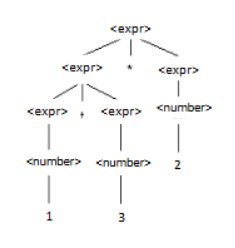 <expr>
<expr> * <expr>
<number>
<expr> + <expr>
<number> <number> 2
1 3